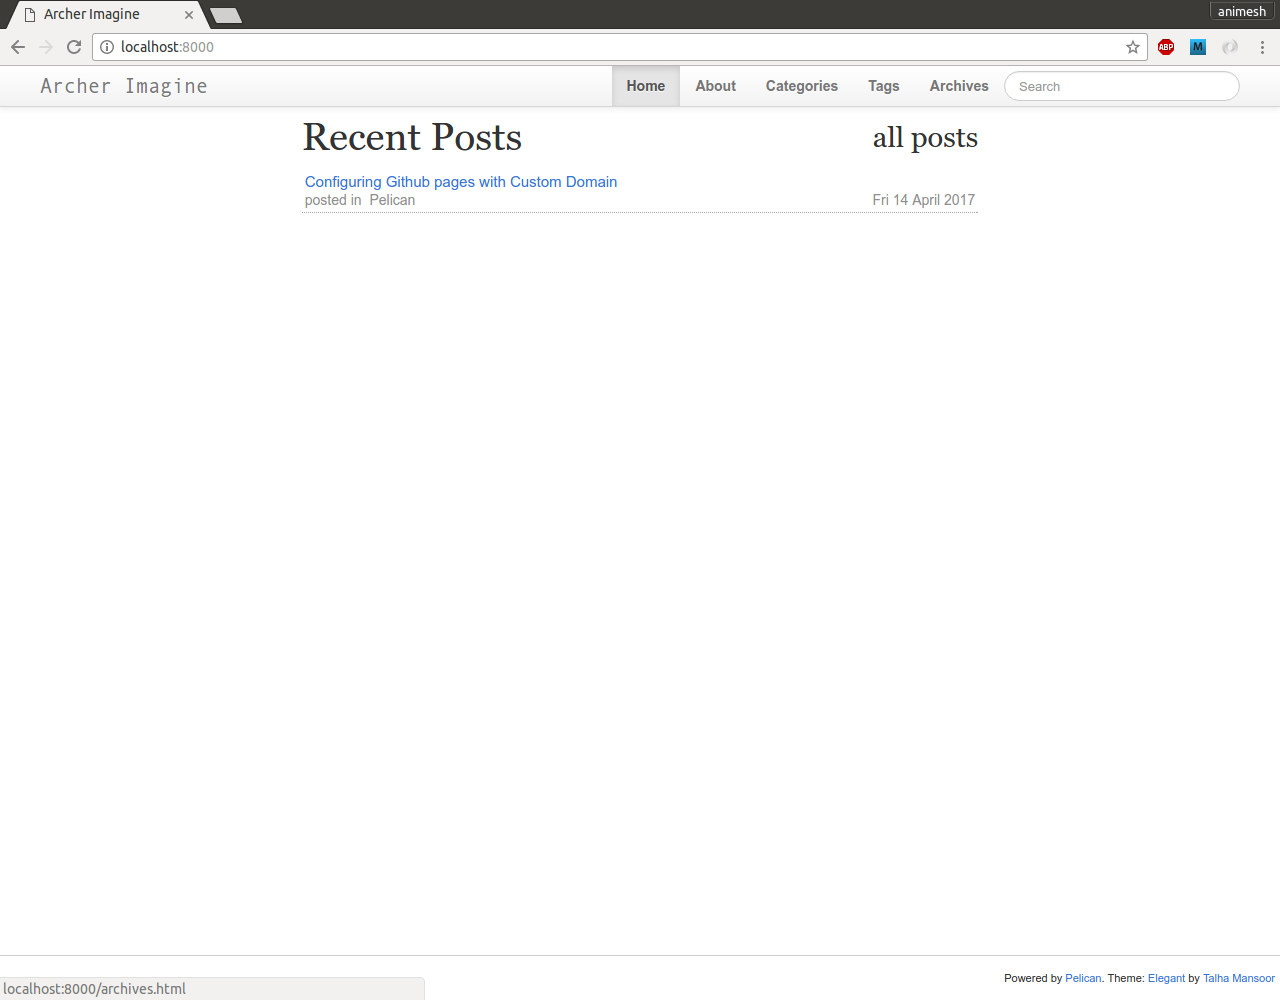 Archer Imagine
animesh
localhost:8000
ABP
M
Archer Imagine
Home About Categories Tags Archives Search
Recent Posts all posts
Configuring Github pages with Custom Domain
posted in Pelican Fri 14 April 2017
Powered by Pelican. Theme: Elegant by Talha Mansoor
localhost:8000/archives.html